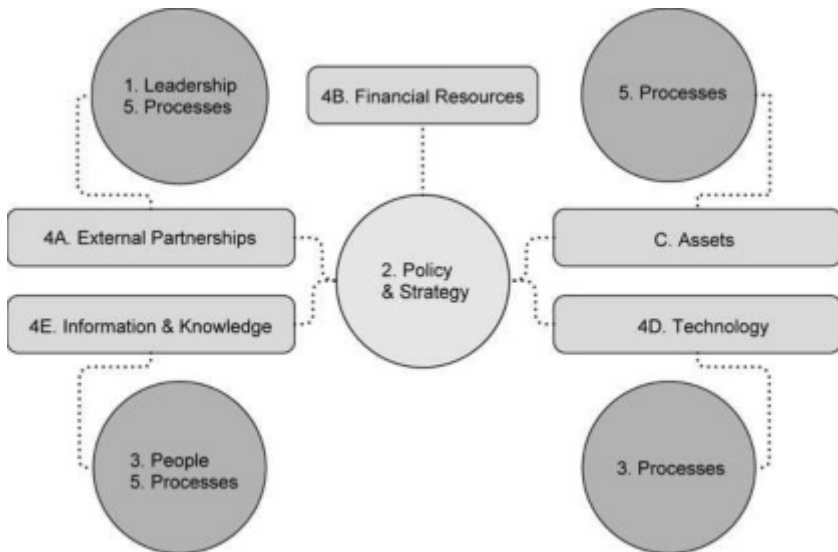 1. Leadership
5. Processes
4B. Financial Resources
5. Processes
4A. External Partnerships
2. Policy
& Strategy
C. Assets
4E. Information & Knowledge
4D. Technology
3. People
5. Processes
3. Processes